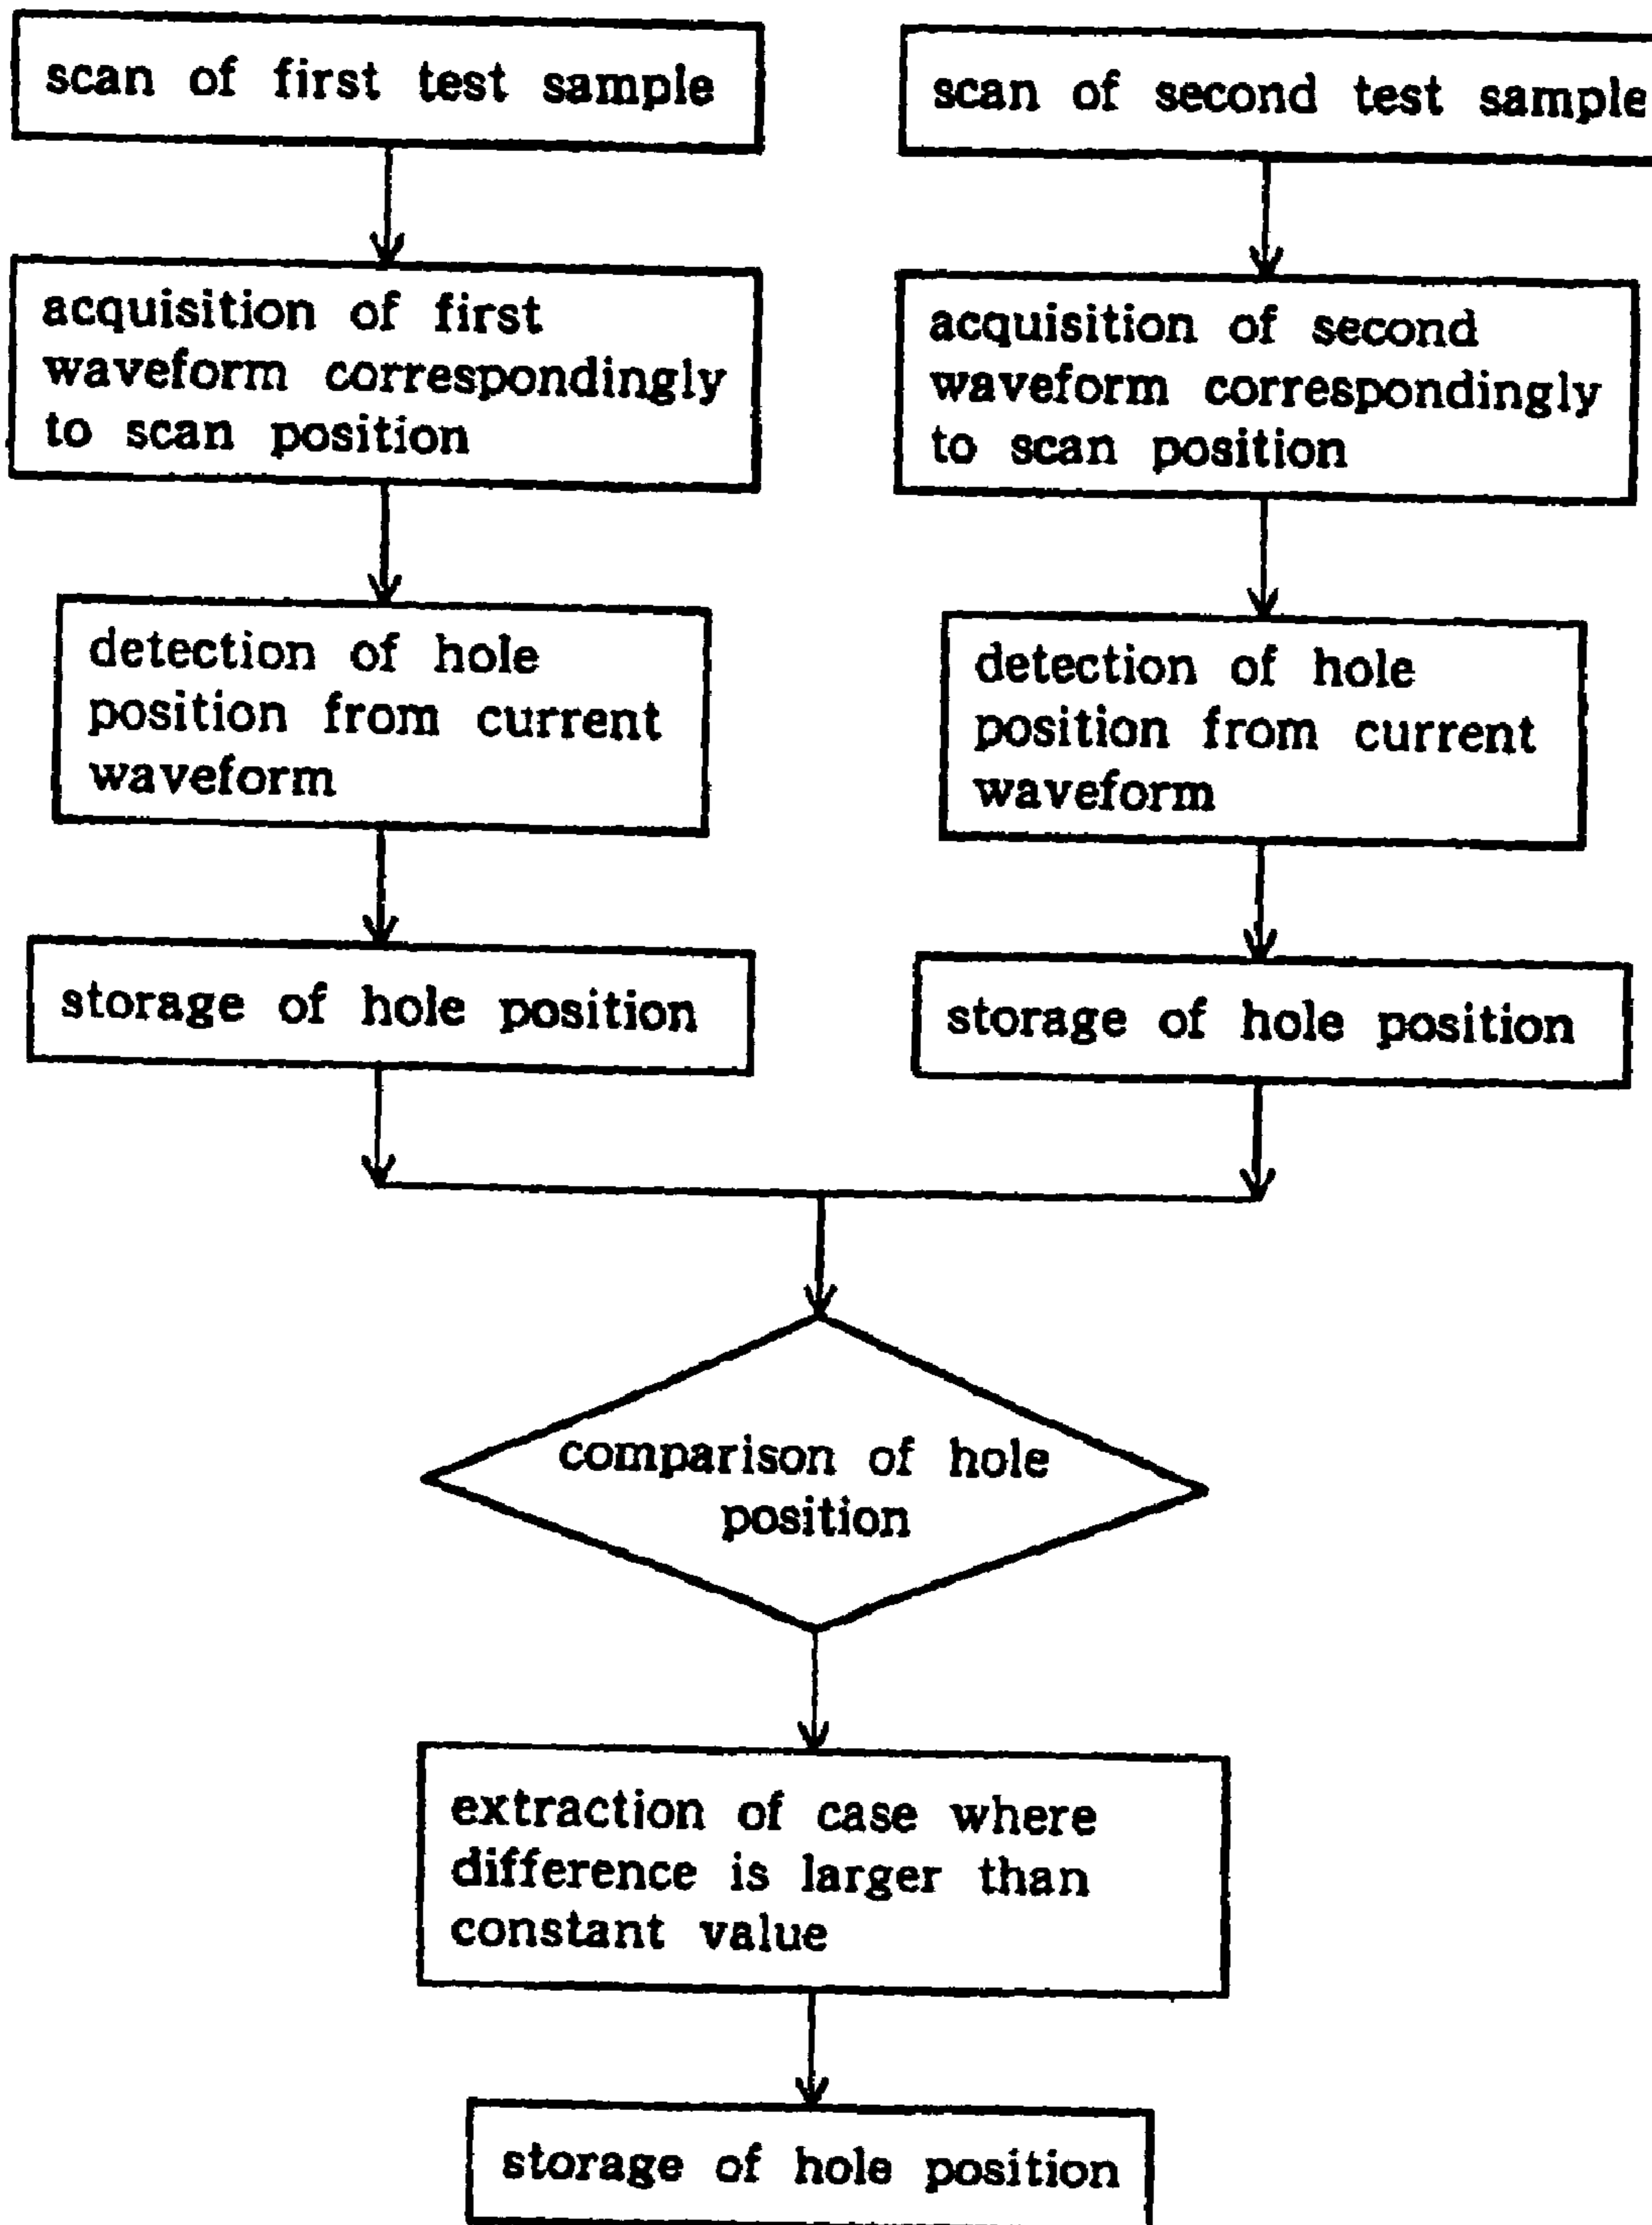 scan of first test sample
acquisition of first
waveform correspondingly
to scan position
detection of hole
position from current
waveform
storage of hole position
scan of second test sample
acquisition of second
waveform correspondingly
to scan position
detection of hole
position from current
waveform
storage of hole position
comparison of hole
position
extraction of case where
difference is larger than
constant value
storage of hole position